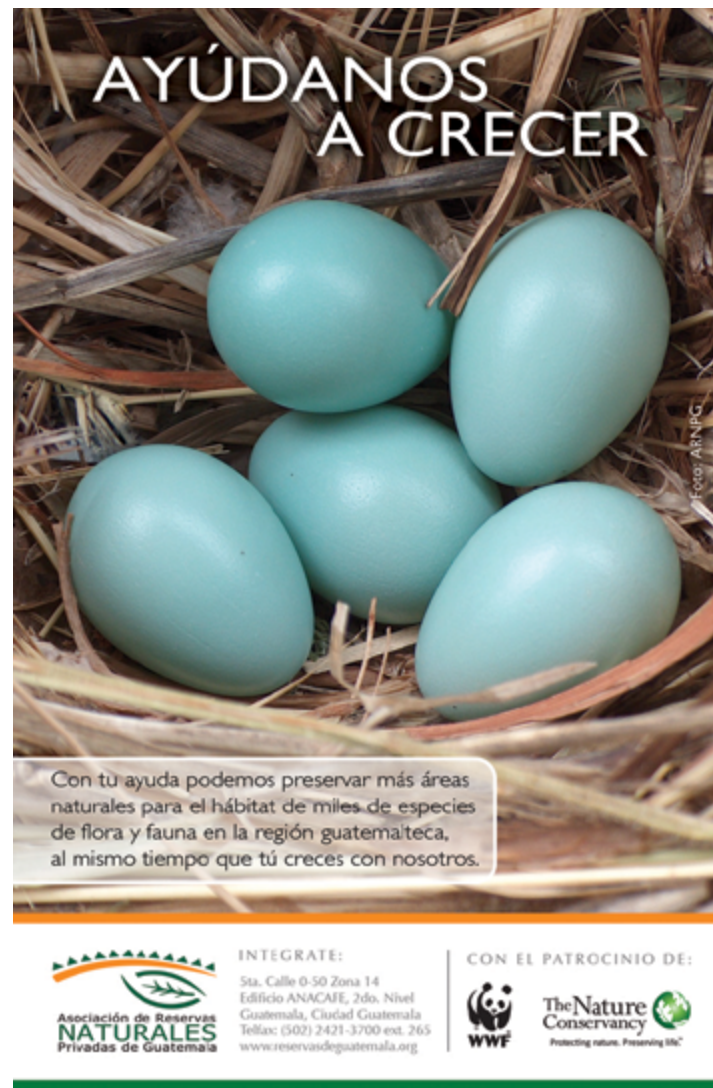 AYÚDANOS
A CRECER
Foto: ARNPG
Con tu ayuda podemos preservar más áreas
naturales para el hábitat de miles de especies
de flora y fauna en la región guatemalteca,
al mismo tiempo que tú creces con nosotros.
Asociación de Reservas
NATURALES
Privadas de Guatemala
INTEGRATE:
5ta. Calle 0-50 Zona 14
Edificio ANACAFE, 2do. Nivel
Guatemala, Ciudad Guatemala
Telfax: (502) 2421-3700 ext. 265
www.reservasdeguatemala.org
CON EL PATROCINIO DE:
WWF
The Nature
Conservancy
Protecting nature. Preserving life.™